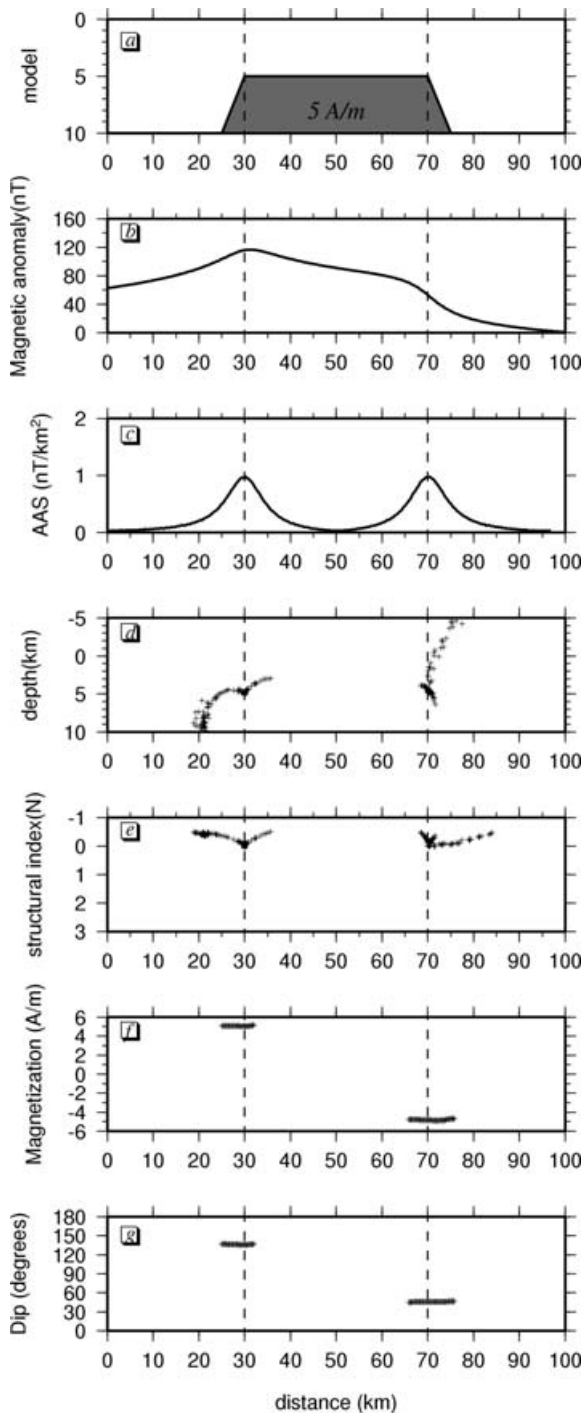 0
a
model
5
5 A/m
10
0 10 20 30 40 50 60 70 80 90 100
Magnetic anomaly(nT)
160
b
120
80
40
0
0 10 20 30 40 50 60 70 80 90 100
AAS (nT/km²)
2
c
1
0
0 10 20 30 40 50 60 70 80 90 100
depth(km)
-5
d
0
5
10
0 10 20 30 40 50 60 70 80 90 100
structural index(N)
-1
e
0
1
2
3
0 10 20 30 40 50 60 70 80 90 100
Magnetization (A/m)
6
f
4
2
0
-2
-4
-6
0 10 20 30 40 50 60 70 80 90 100
Dip (degrees)
180
g
150
120
90
60
30
0
0 10 20 30 40 50 60 70 80 90 100
distance (km)